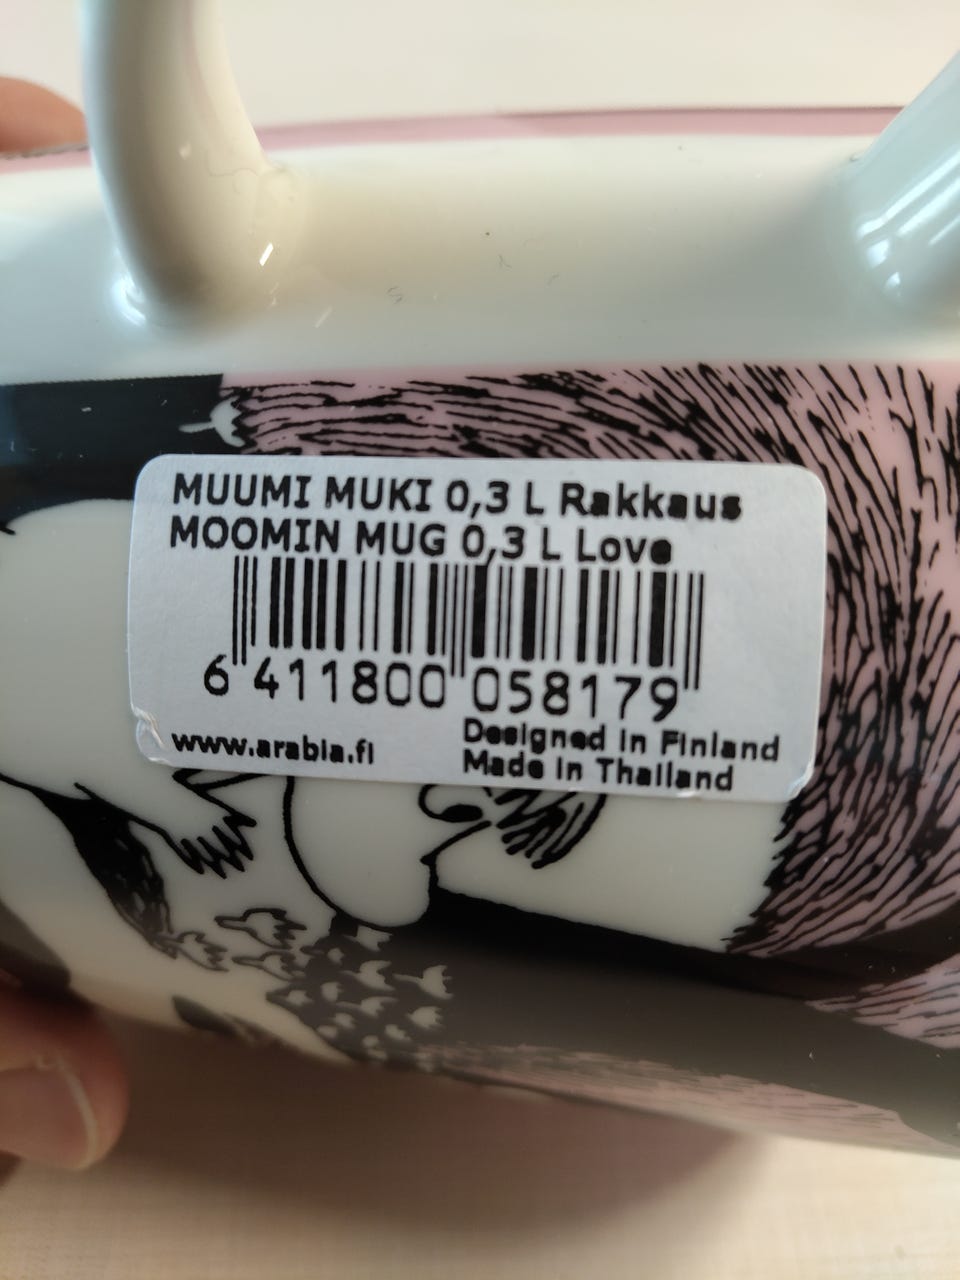 MUUMI MUKI 0,3 L Rakkaus
MOOMIN MUG 0,3 L Love
6 411800 058179
www.arabia.fi
Designed in Finland
Made in Thailand